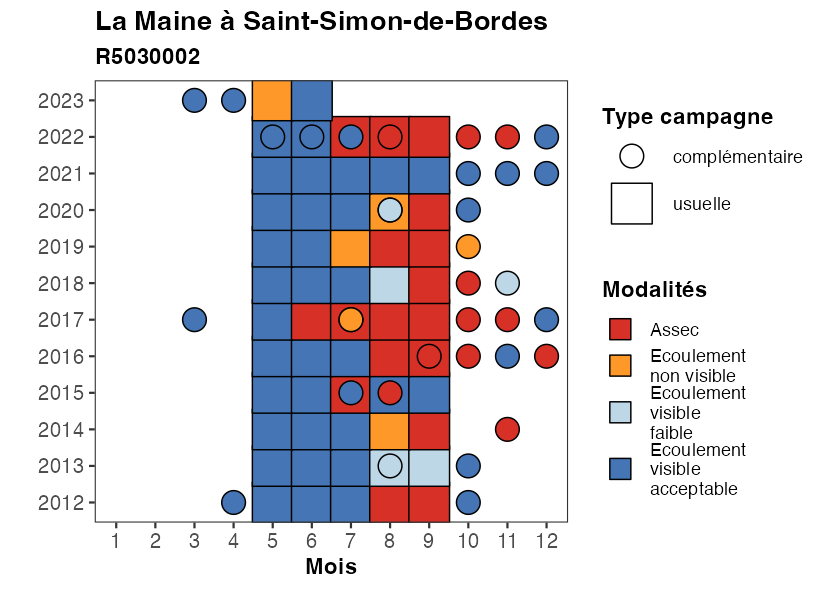 La Maine à Saint-Simon-de-Bordes
R5030002
2023
2022
2021
2020
2019
2018
2017
2016
2015
2014
2013
2012
1 2 3 4 5 6 7 8 9 10 11 12
Mois
Type campagne
complémentaire
usuelle
Modalités
Assec
Ecoulement
non visible
Ecoulement
visible
faible
Ecoulement
visible
acceptable